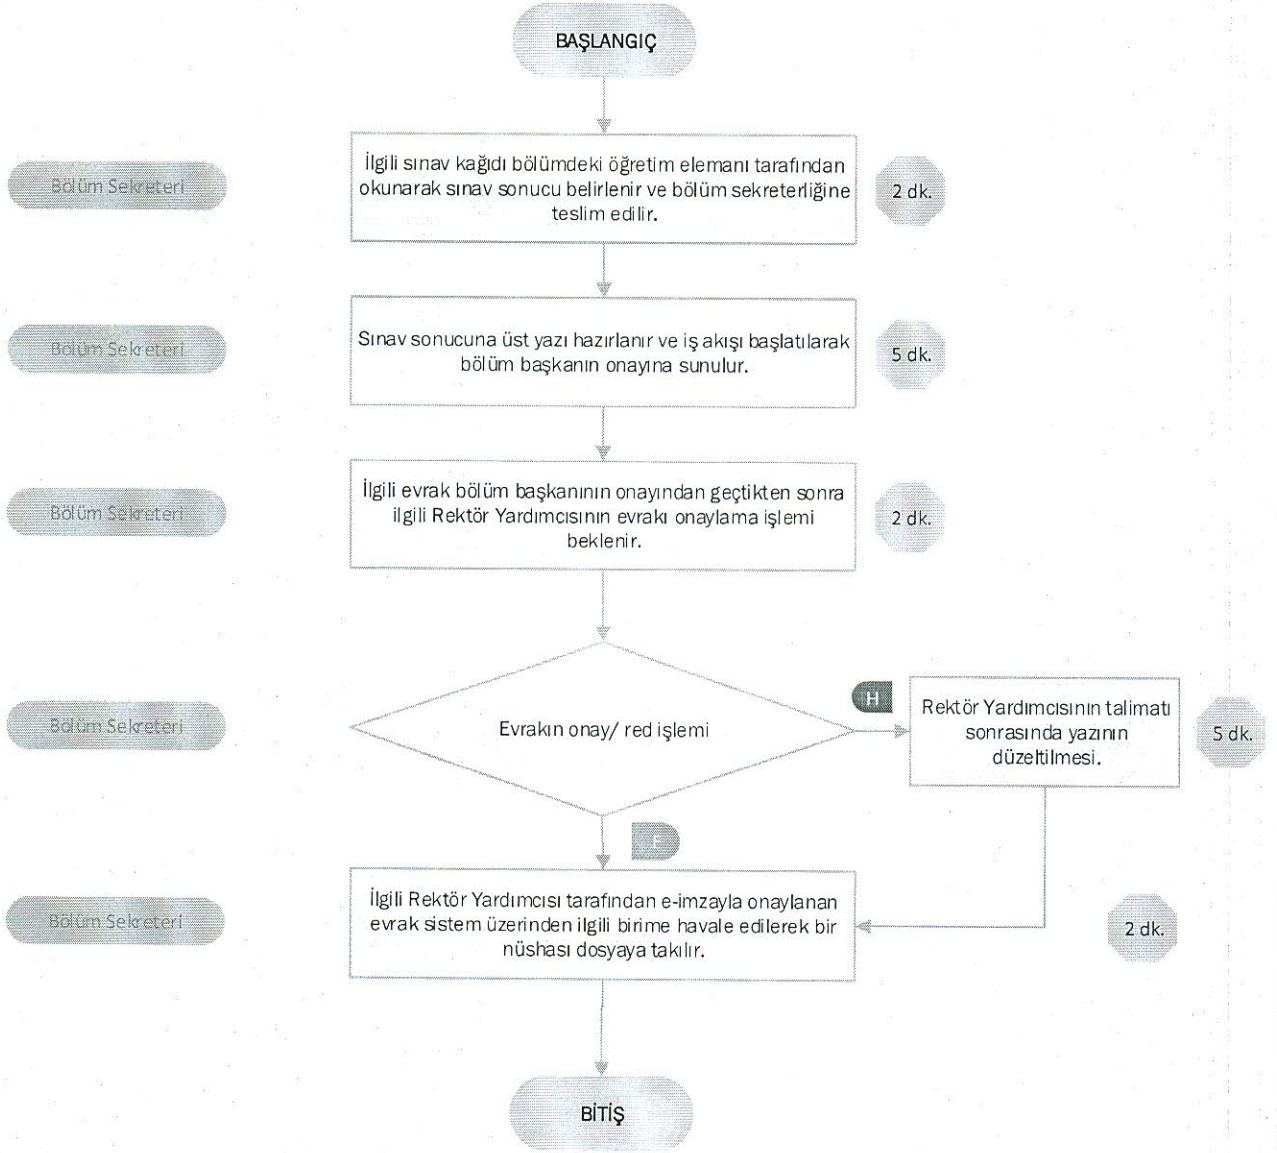 BAŞLANGIÇ
Bölüm Sekreteri
İlgili sınav kağıdı bölümdeki öğretim elemanı tarafından
okunarak sınav sonucu belirlenir ve bölüm sekreterliğine
teslim edilir.
2 dk.
Bölüm Sekreteri
Sınav sonucuna üst yazı hazırlanır ve iş akışı başlatılarak
bölüm başkanın onayına sunulur.
5 dk.
Bölüm Sekreteri
İlgili evrak bölüm başkanının onayından geçtikten sonra
ilgili Rektör Yardımcısının evrakı onaylama işlemi
beklenir.
2 dk.
Bölüm Sekreteri
Evrakın onay/ red işlemi
H
Rektör Yardımcısının talimatı
sonrasında yazının
düzeltilmesi.
5 dk.
E
Bölüm Sekreteri
İlgili Rektör Yardımcısı tarafından e-imzayla onaylanan
evrak sistem üzerinden ilgili birime havale edilerek bir
nüshası dosyaya takılır.
2 dk.
BİTİŞ